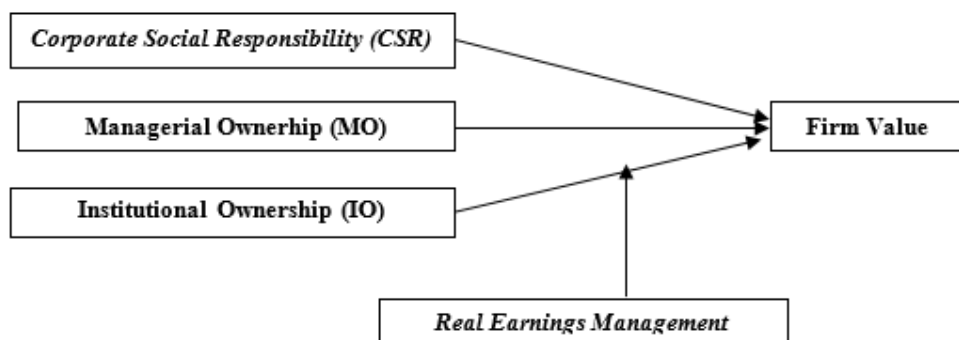 Corporate Social Responsibility (CSR)
Managerial Ownerhip (MO)
Firm Value
Institutional Ownership (IO)
Real Earnings Management